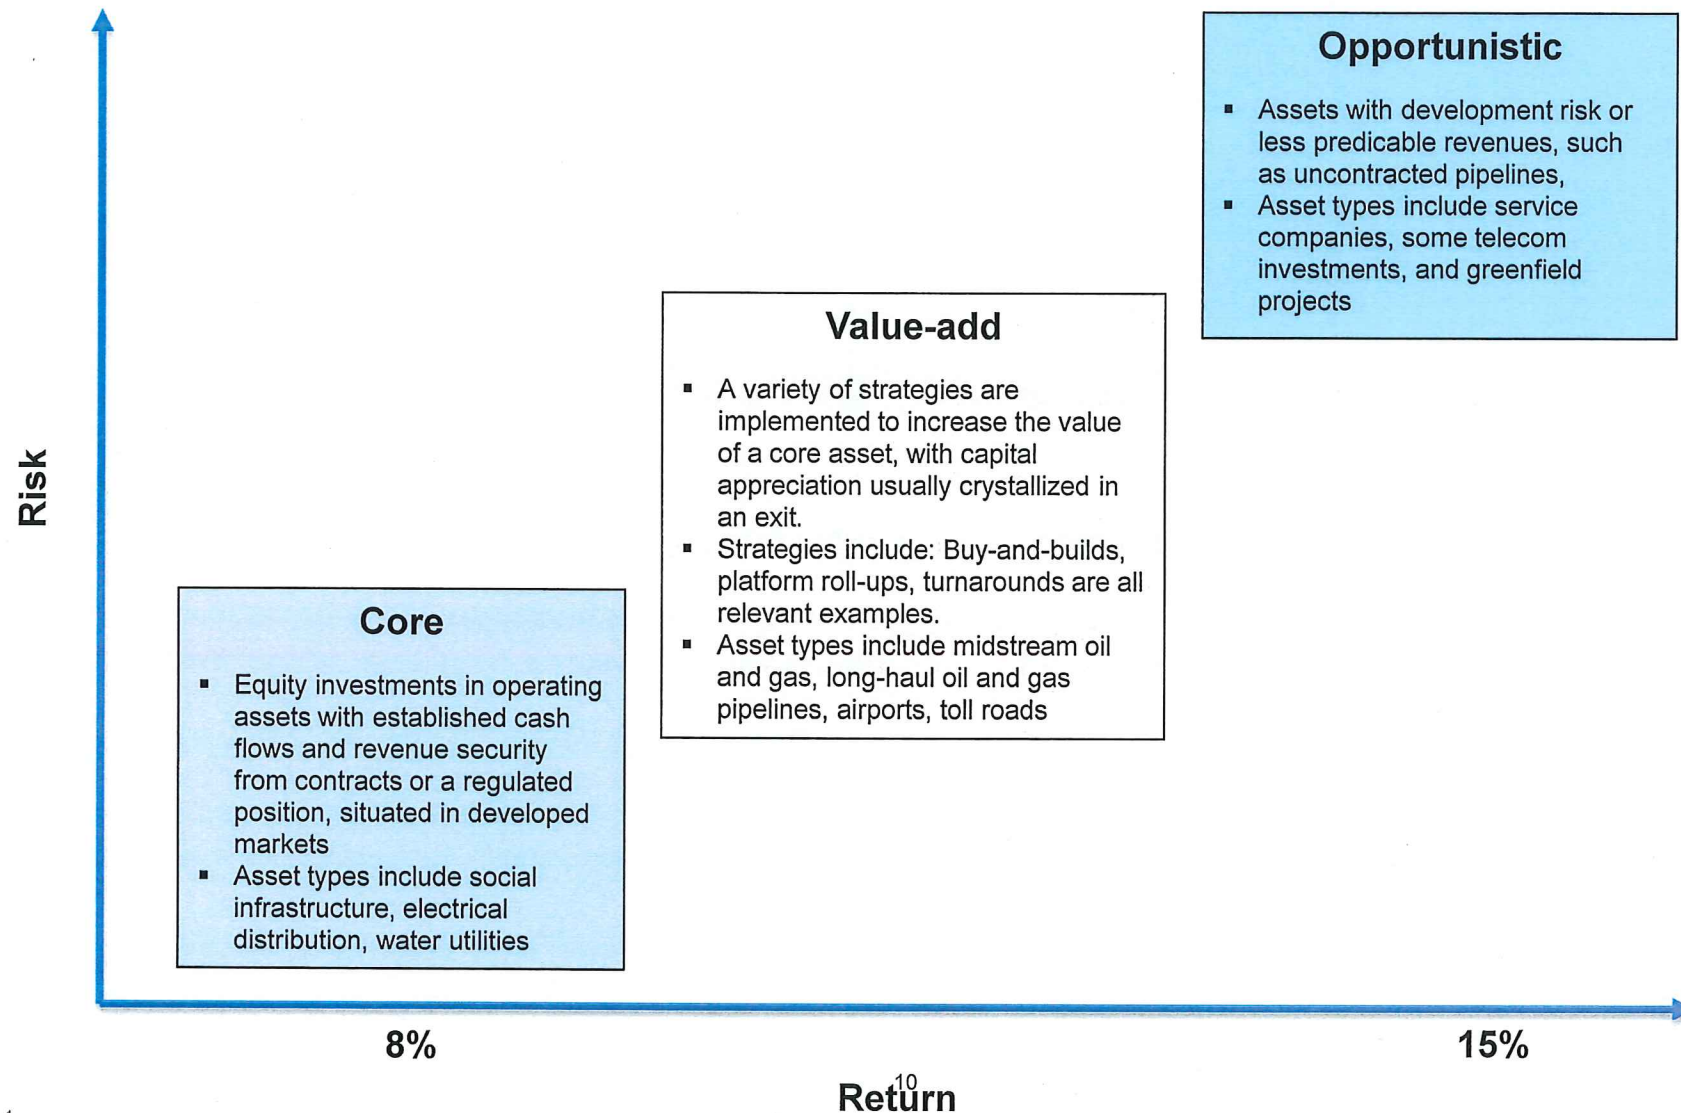 Opportunistic
▪ Assets with development risk or
less predicable revenues, such
as uncontracted pipelines,
▪ Asset types include service
companies, some telecom
investments, and greenfield
projects
Value-add
▪ A variety of strategies are
implemented to increase the value
of a core asset, with capital
appreciation usually crystallized in
an exit.
▪ Strategies include: Buy-and-builds,
platform roll-ups, turnarounds are all
relevant examples.
▪ Asset types include midstream oil
and gas, long-haul oil and gas
pipelines, airports, toll roads
Risk
Core
▪ Equity investments in operating
assets with established cash
flows and revenue security
from contracts or a regulated
position, situated in developed
markets
▪ Asset types include social
infrastructure, electrical
distribution, water utilities
8%
15%
10
Return